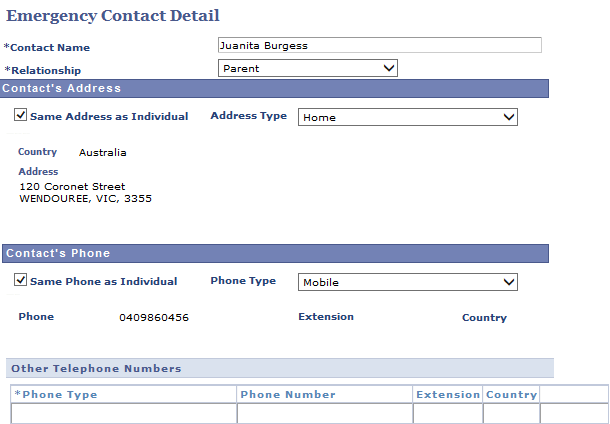 Emergency Contact Detail
*Contact Name Juanita Burgess
*Relationship Parent
Contact's Address
Same Address as Individual Address Type Home
Country Australia
Address
120 Coronet Street
WENDOUREE, VIC, 3355
Contact's Phone
Same Phone as Individual Phone Type Mobile
Phone 0409860456 Extension Country
Other Telephone Numbers
*Phone Type Phone Number Extension Country